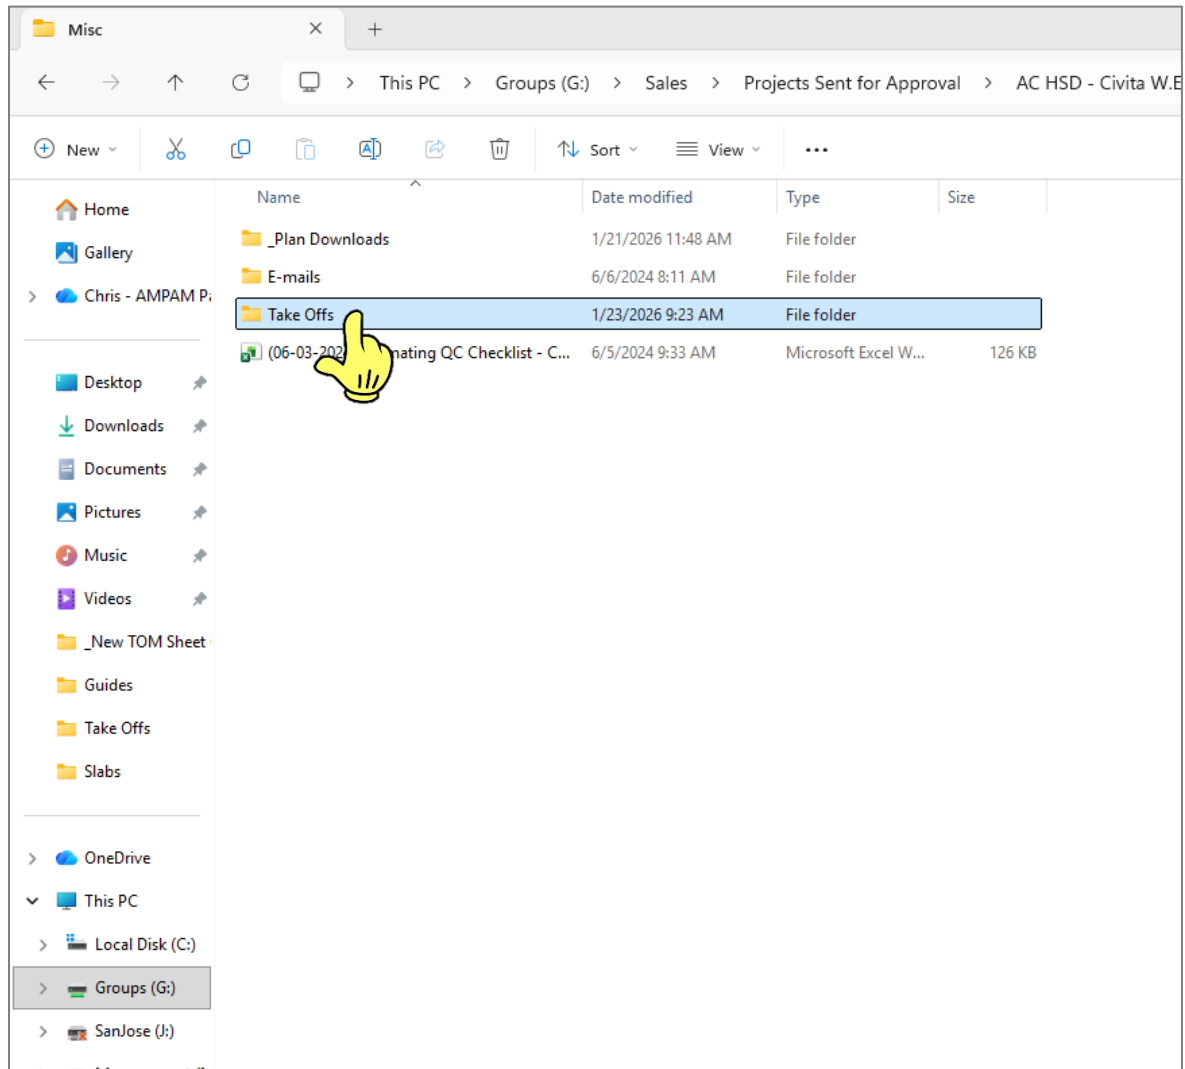 Misc
This PC > Groups (G:) > Sales > Projects Sent for Approval > AC HSD - Civita W.E
New Sort View
Name Date modified Type Size
_Plan Downloads 1/21/2026 11:48 AM File folder
E-mails 6/6/2024 8:11 AM File folder
Take Offs 1/23/2026 9:23 AM File folder
(06-03-202 mating QC Checklist - C... 6/5/2024 9:33 AM Microsoft Excel W... 126 KB
Home
Gallery
Chris - AMPAM Pa
Desktop
Downloads
Documents
Pictures
Music
Videos
_New TOM Sheet
Guides
Take Offs
Slabs
OneDrive
This PC
Local Disk (C:)
Groups (G:)
SanJose (J:)